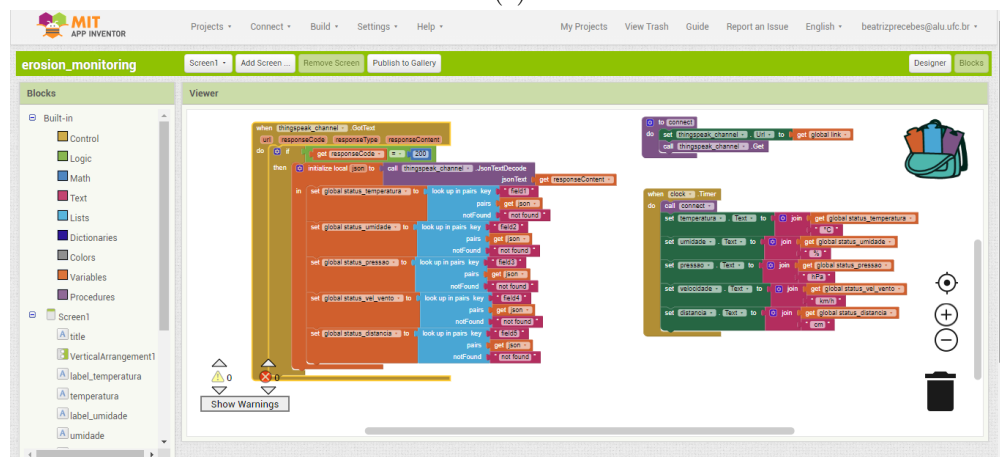 MIT
APP INVENTOR
Projects Connect Build Settings Help My Projects View Trash Guide Report an Issue English beatrizprecebes@alu.ufc.br
erosion_monitoring Screen1 Add Screen ... Remove Screen Publish to Gallery Designer Blocks
Blocks
Viewer
Built-in
Control
Logic
Math
Text
Lists
Dictionaries
Colors
Variables
Procedures
Screen1
title
VerticalArrangement1
label_temperatura
temperatura
label_umidade
umidade
when thingspeak_channel .GotText
url responseCode responseType responseContent
do if get responseCode = 200
then initialize local json to call thingspeak_channel .JsonTextDecode
jsonText get responseContent
in set global status_temperatura to look up in pairs key " field1 "
pairs get json
notFound " not found "
set global status_umidade to look up in pairs key " field2 "
pairs get json
notFound " not found "
set global status_pressao to look up in pairs key " field3 "
pairs get json
notFound " not found "
set global status_vel_vento to look up in pairs key " field4 "
pairs get json
notFound " not found "
set global status_distancia to look up in pairs key " field5 "
pairs get json
notFound " not found "
0 0
Show Warnings
to connect
do set thingspeak_channel . Url to get global link
call thingspeak_channel .Get
when clock .Timer
do call connect
set temperatura . Text to join get global status_temperatura
" ºC "
set umidade . Text to join get global status_umidade
" % "
set pressao . Text to join get global status_pressao
" hPa "
set velocidade . Text to join get global status_vel_vento
" km/h "
set distancia . Text to join get global status_distancia
" cm "